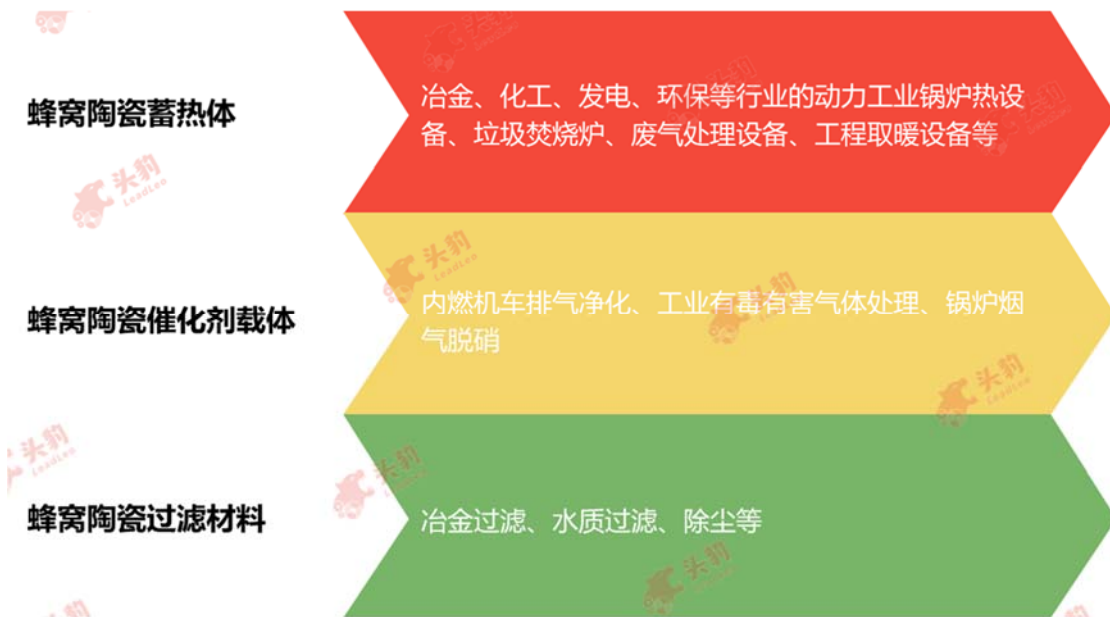 蜂窝陶瓷蓄热体
冶金、化工、发电、环保等行业的动力工业锅炉热设
备、垃圾焚烧炉、废气处理设备、工程取暖设备等
蜂窝陶瓷催化剂载体
内燃机车排气净化、工业有毒有害气体处理、锅炉烟
气脱硝
蜂窝陶瓷过滤材料
冶金过滤、水质过滤、除尘等
头豹
LeadLeo